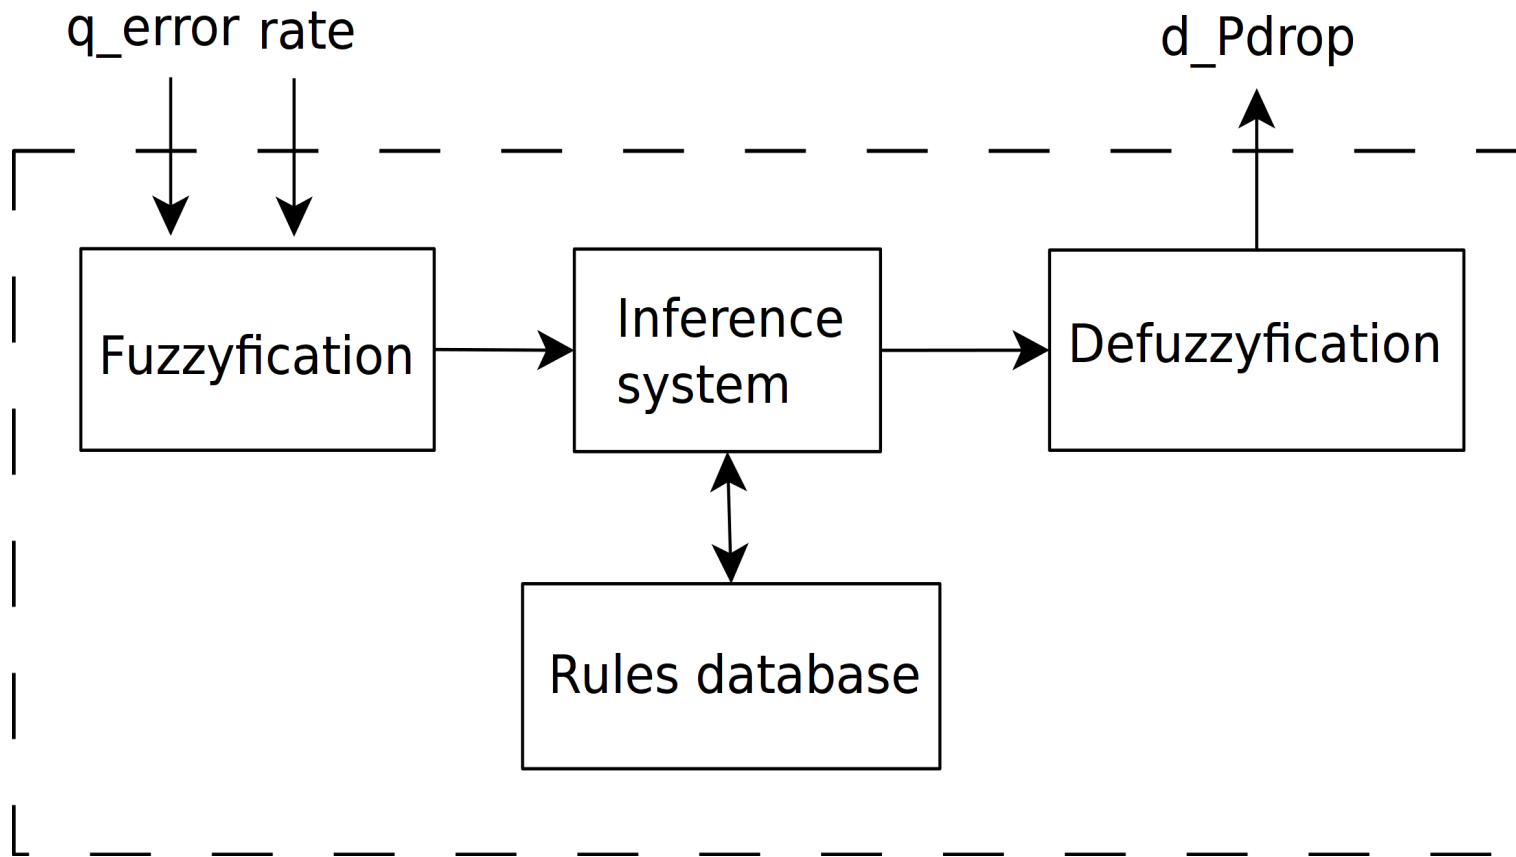 q_error rate
d_Pdrop
Fuzzyfication
Inference
system
Defuzzyfication
Rules database